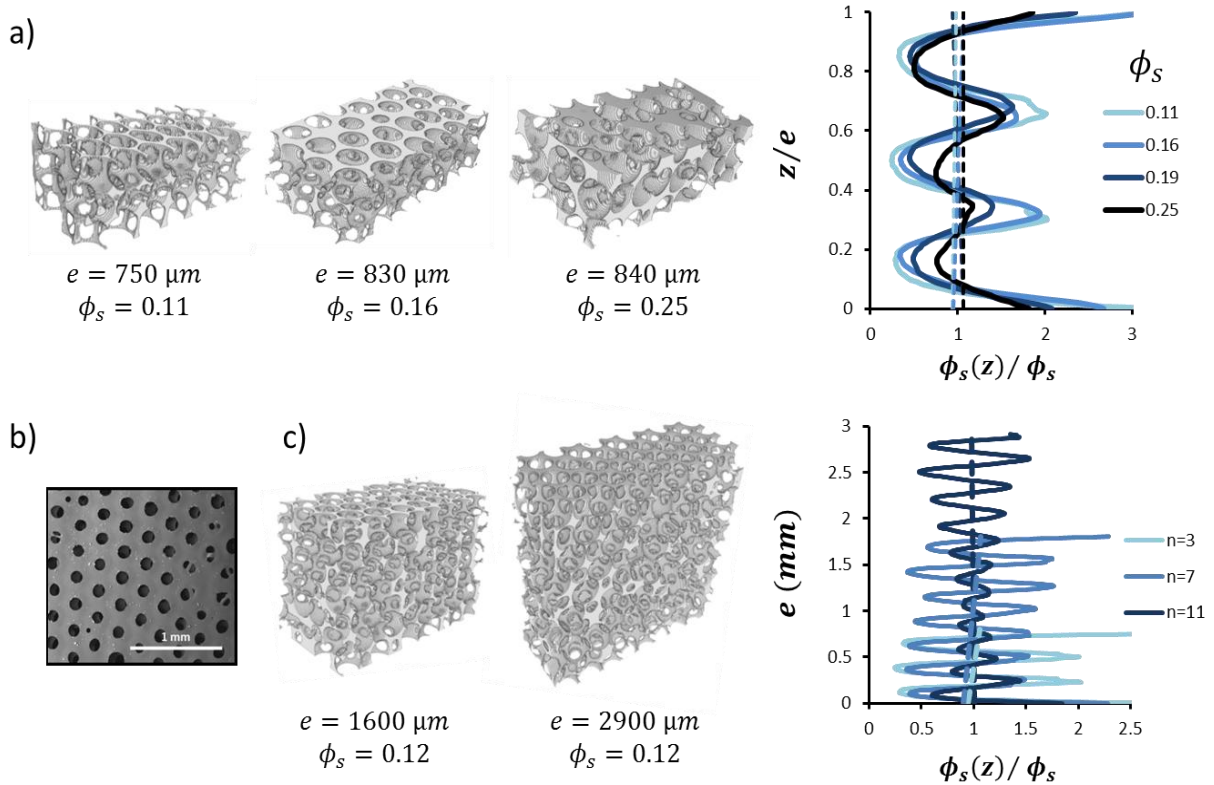 a)
e = 750 μm
ϕₛ = 0.11
e = 830 μm
ϕₛ = 0.16
e = 840 μm
ϕₛ = 0.25
z/e
1
0.8
0.6
0.4
0.2
0
0
1
2
3
ϕₛ(z)/ ϕₛ
ϕₛ
0.11
0.16
0.19
0.25
b)
1 mm
c)
e = 1600 μm
ϕₛ = 0.12
e = 2900 μm
ϕₛ = 0.12
e (mm)
3
2.5
2
1.5
1
0.5
0
0
0.5
1
1.5
2
2.5
ϕₛ(z)/ ϕₛ
n=3
n=7
n=11